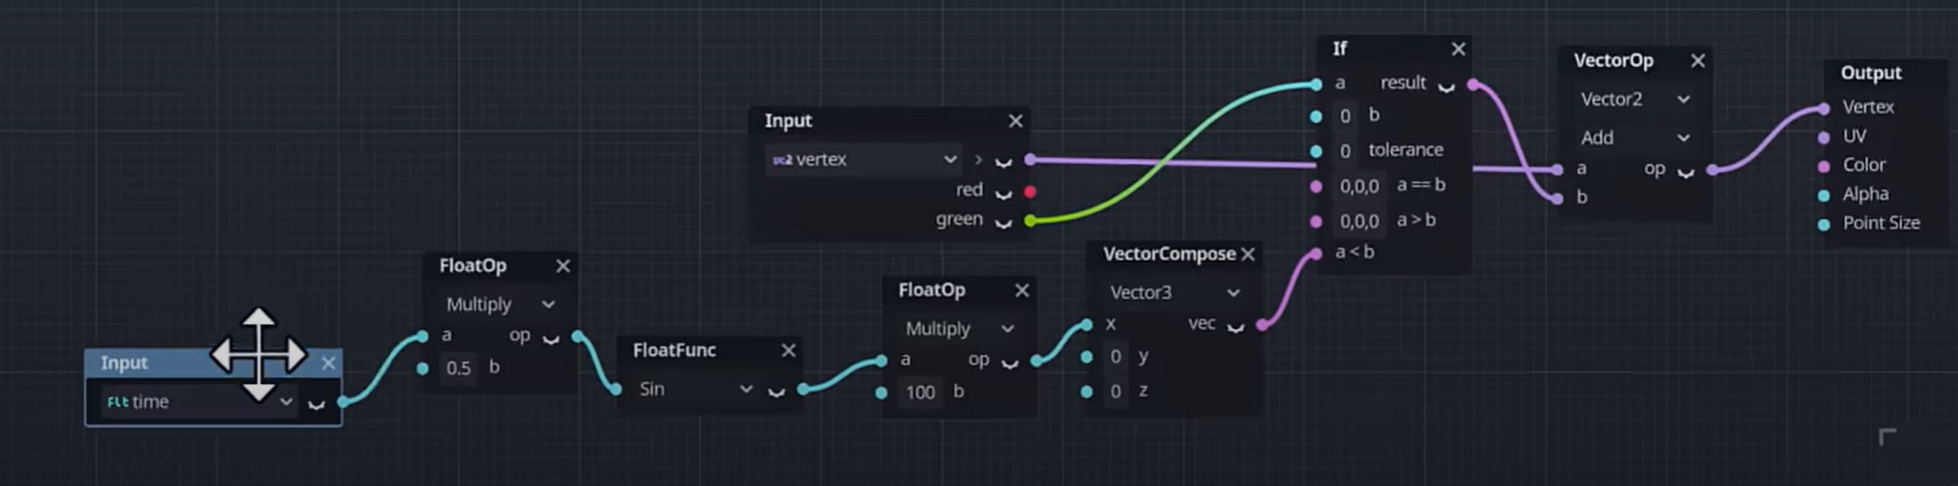 Input
time
FloatOp
Multiply
a op
0.5 b
FloatFunc
Sin
Input
vertex
red
green
FloatOp
Multiply
a op
100 b
VectorCompose
Vector3
x vec
0 y
0 z
If
a result
0 b
0 tolerance
0,0,0 a == b
0,0,0 a > b
a < b
VectorOp
Vector2
Add
a op
b
Output
Vertex
UV
Color
Alpha
Point Size